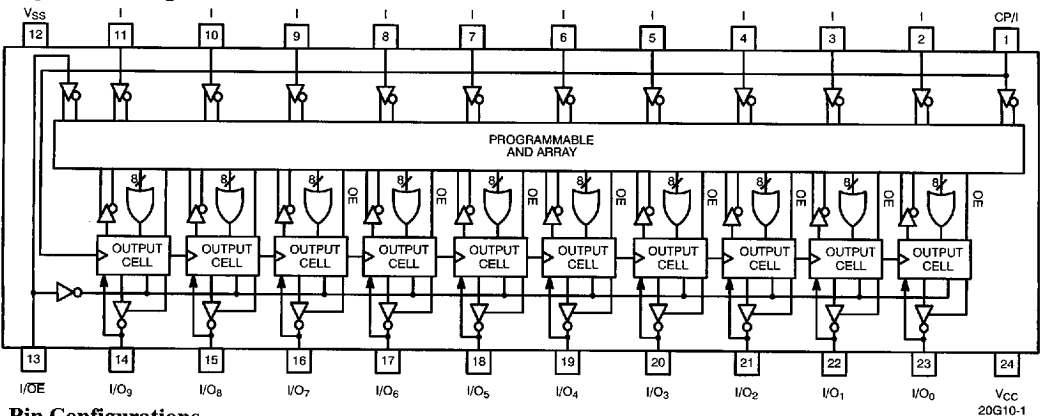 VSS I I I I I I I I I I CP/I
12 11 10 9 8 7 6 5 4 3 2 1
PROGRAMMABLE
AND ARRAY
8 8 8 8 8 8 8 8 8 8
OE OE OE OE OE OE OE OE
OUTPUT CELL OUTPUT CELL OUTPUT CELL OUTPUT CELL OUTPUT CELL OUTPUT CELL OUTPUT CELL OUTPUT CELL OUTPUT CELL OUTPUT CELL
13 14 15 16 17 18 19 20 21 22 23 24
I/OE I/O9 I/O8 I/O7 I/O6 I/O5 I/O4 I/O3 I/O2 I/O1 I/O0 VCC
20G10-1
Pin Configurations